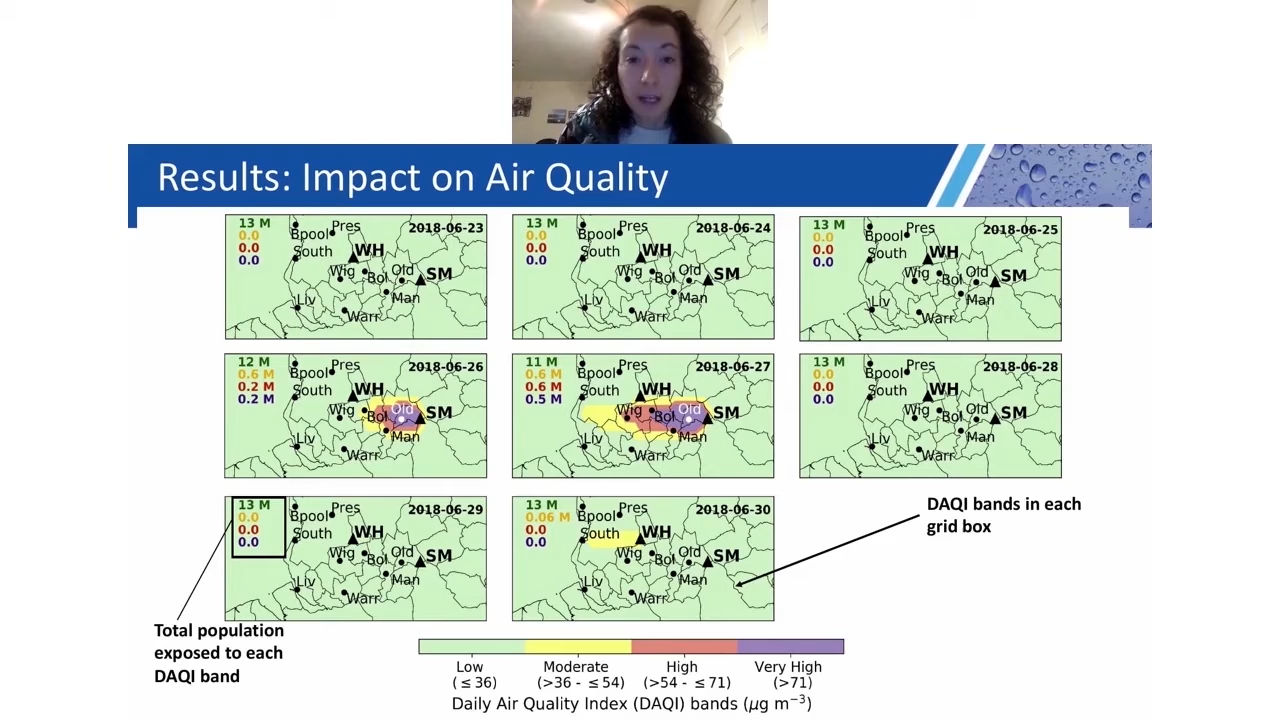 Results: Impact on Air Quality
13 M
0.0
0.0
0.0
Bpool
Pres
2018-06-23
South
WH
Wig
Bol
Old
SM
Liv
Man
Warr
13 M
0.0
0.0
0.0
Bpool
Pres
2018-06-24
South
WH
Wig
Bol
Old
SM
Liv
Man
Warr
13 M
0.0
0.0
0.0
Bpool
Pres
2018-06-25
South
WH
Wig
Bol
Old
SM
Liv
Man
Warr
12 M
0.6 M
0.2 M
0.2 M
Bpool
Pres
2018-06-26
South
WH
Wig
Bol
Old
SM
Liv
Man
Warr
11 M
0.6 M
0.6 M
0.5 M
Bpool
Pres
2018-06-27
South
WH
Wig
Bol
Old
SM
Liv
Man
Warr
13 M
0.0
0.0
0.0
Bpool
Pres
2018-06-28
South
WH
Wig
Bol
Old
SM
Liv
Man
Warr
13 M
0.0
0.0
0.0
Bpool
Pres
2018-06-29
South
WH
Wig
Bol
Old
SM
Liv
Man
Warr
13 M
0.06 M
0.0
0.0
Bpool
Pres
2018-06-30
South
WH
Wig
Bol
Old
SM
Liv
Man
Warr
DAQI bands in each
grid box
Total population
exposed to each
DAQI band
Low
(≤36)
Moderate
(>36 - ≤54)
High
(>54 - ≤71)
Very High
(>71)
Daily Air Quality Index (DAQI) bands (μg m⁻³)